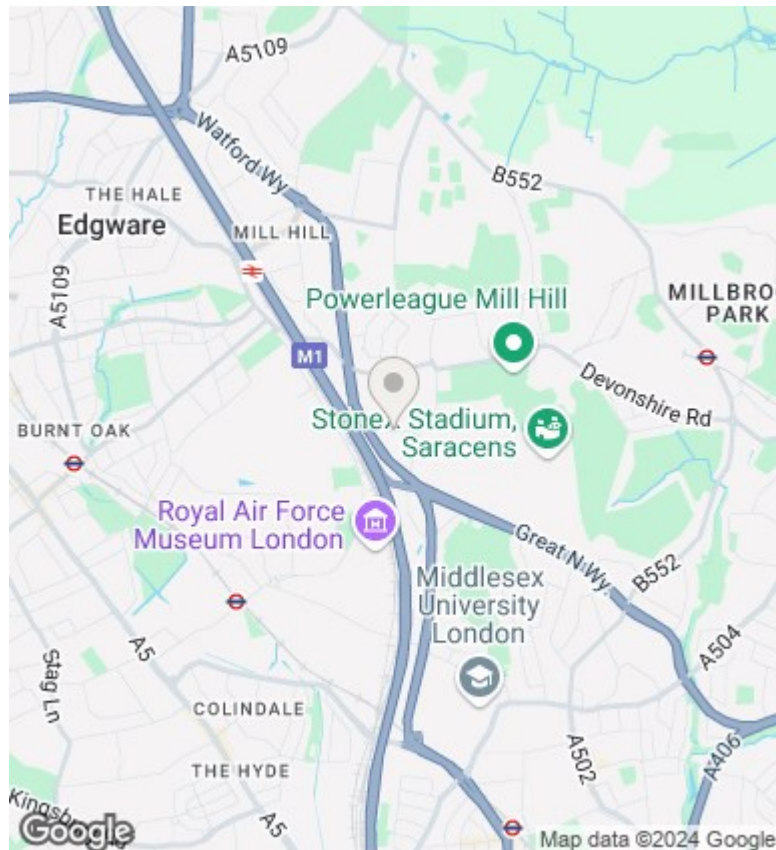 A5109
Watford Wy
B552
THE HALE
Edgware
MILL HILL
A5109
Powerleague Mill Hill
MILLBRO
PARK
M1
Devonshire Rd
Stonex Stadium,
Saracens
BURNT OAK
Royal Air Force
Museum London
Great N Wy
Middlesex
University
London
B552
A5
A504
Stag Ln
COLINDALE
THE HYDE
A502
A406
A5
Google
Map data ©2024 Google